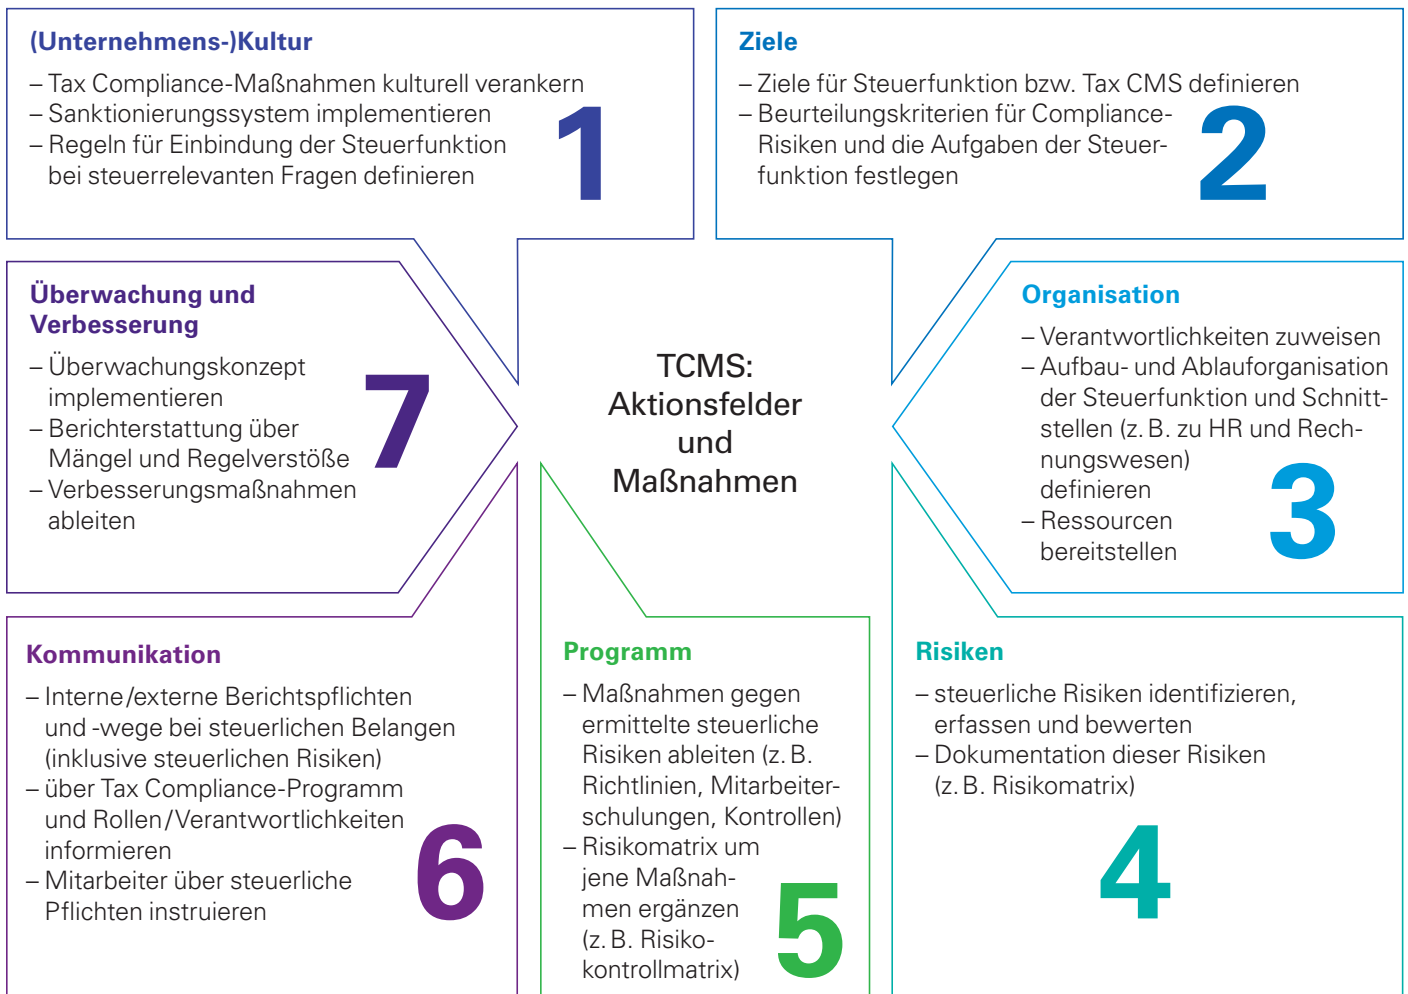 (Unternehmens-)Kultur
– Tax Compliance-Maßnahmen kulturell verankern
– Sanktionierungssystem implementieren
– Regeln für Einbindung der Steuerfunktion
bei steuerrelevanten Fragen definieren
1
Ziele
– Ziele für Steuerfunktion bzw. Tax CMS definieren
– Beurteilungskriterien für Compliance-
Risiken und die Aufgaben der Steuer-
funktion festlegen
2
TCMS:
Aktionsfelder
und
Maßnahmen
Organisation
– Verantwortlichkeiten zuweisen
– Aufbau- und Ablauforganisation
der Steuerfunktion und Schnitt-
stellen (z. B. zu HR und Rech-
nungswesen)
definieren
– Ressourcen
bereitstellen
3
Risiken
– steuerliche Risiken identifizieren,
erfassen und bewerten
– Dokumentation dieser Risiken
(z. B. Risikomatrix)
4
Programm
– Maßnahmen gegen
ermittelte steuerliche
Risiken ableiten (z. B.
Richtlinien, Mitarbeiter-
schulungen, Kontrollen)
– Risikomatrix um
jene Maßnah-
men ergänzen
(z. B. Risiko-
kontrollmatrix)
5
Kommunikation
– Interne/externe Berichtspflichten
und -wege bei steuerlichen Belangen
(inklusive steuerlichen Risiken)
– über Tax Compliance-Programm
und Rollen/Verantwortlichkeiten
informieren
– Mitarbeiter über steuerliche
Pflichten instruieren
6
Überwachung und
Verbesserung
– Überwachungskonzept
implementieren
– Berichterstattung über
Mängel und Regelverstöße
– Verbesserungsmaßnahmen
ableiten
7